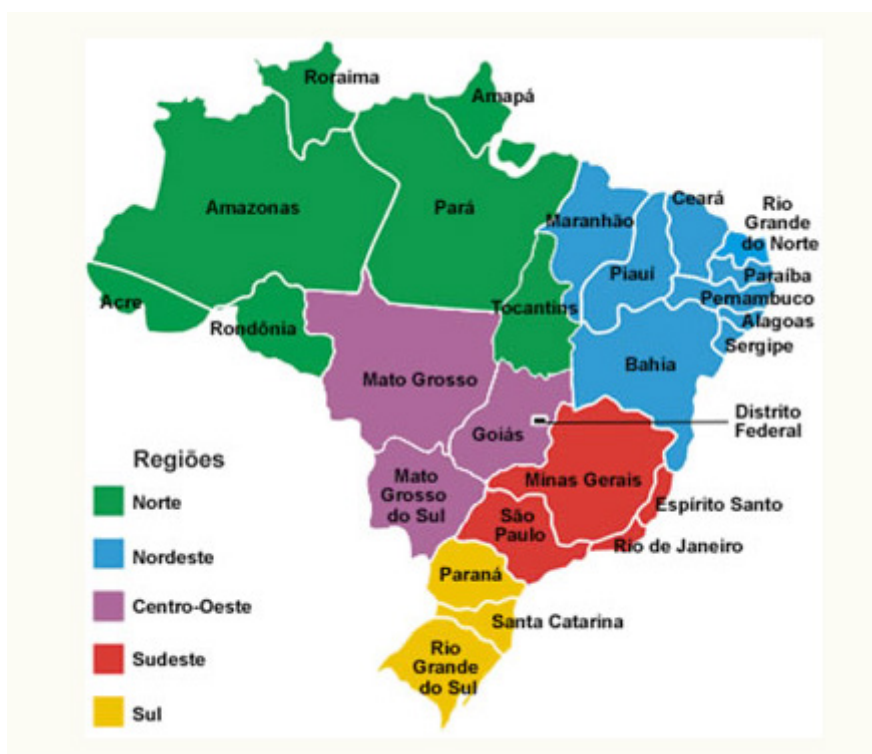 Roraima
Amapá
Amazonas
Pará
Maranhão
Ceará
Rio
Grande
do Norte
Piauí
Paraíba
Pernambuco
Alagoas
Sergipe
Acre
Rondônia
Tocantins
Bahia
Mato Grosso
Distrito
Federal
Goiás
Mato
Grosso
do Sul
Minas Gerais
Espírito Santo
São
Paulo
Rio de Janeiro
Paraná
Santa Catarina
Rio
Grande
do Sul
Regiões
Norte
Nordeste
Centro-Oeste
Sudeste
Sul